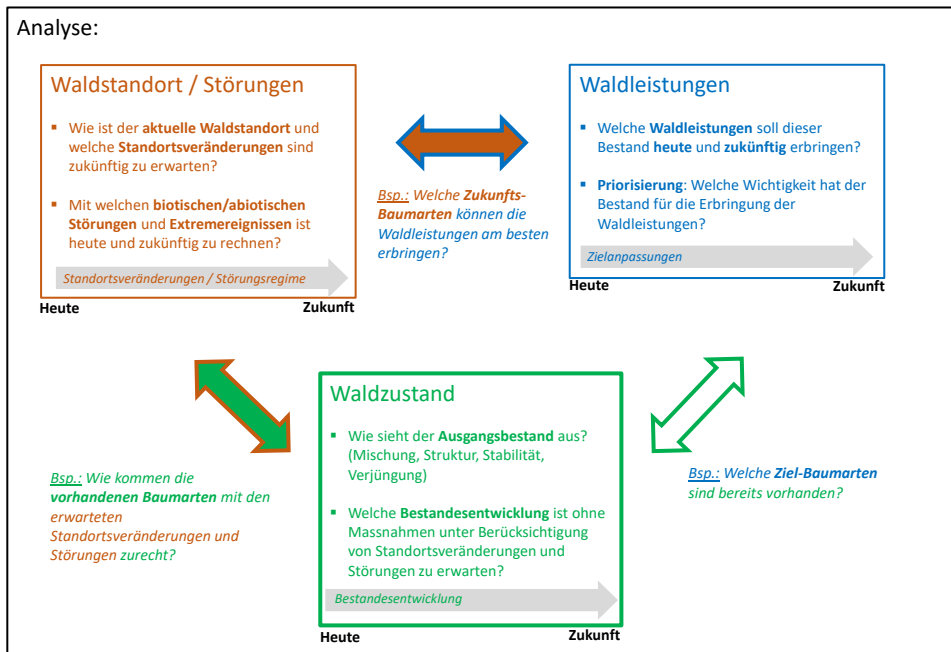 Analyse:
Waldstandort / Störungen
▪ Wie ist der aktuelle Waldstandort und
welche Standortsveränderungen sind
zukünftig zu erwarten?
▪ Mit welchen biotischen/abiotischen
Störungen und Extremereignissen ist
heute und zukünftig zu rechnen?
Standortsveränderungen / Störungsregime
Heute
Zukunft
Bsp.: Welche Zukunfts-
Baumarten können die
Waldleistungen am besten
erbringen?
Waldleistungen
▪ Welche Waldleistungen soll dieser
Bestand heute und zukünftig erbringen?
▪ Priorisierung: Welche Wichtigkeit hat der
Bestand für die Erbringung der
Waldleistungen?
Zielanpassungen
Heute
Zukunft
Bsp.: Wie kommen die
vorhandenen Baumarten mit den
erwarteten
Standortsveränderungen und
Störungen zurecht?
Waldzustand
▪ Wie sieht der Ausgangsbestand aus?
(Mischung, Struktur, Stabilität,
Verjüngung)
▪ Welche Bestandesentwicklung ist ohne
Massnahmen unter Berücksichtigung
von Standortsveränderungen und
Störungen zu erwarten?
Bestandesentwicklung
Heute
Zukunft
Bsp.: Welche Ziel-Baumarten
sind bereits vorhanden?